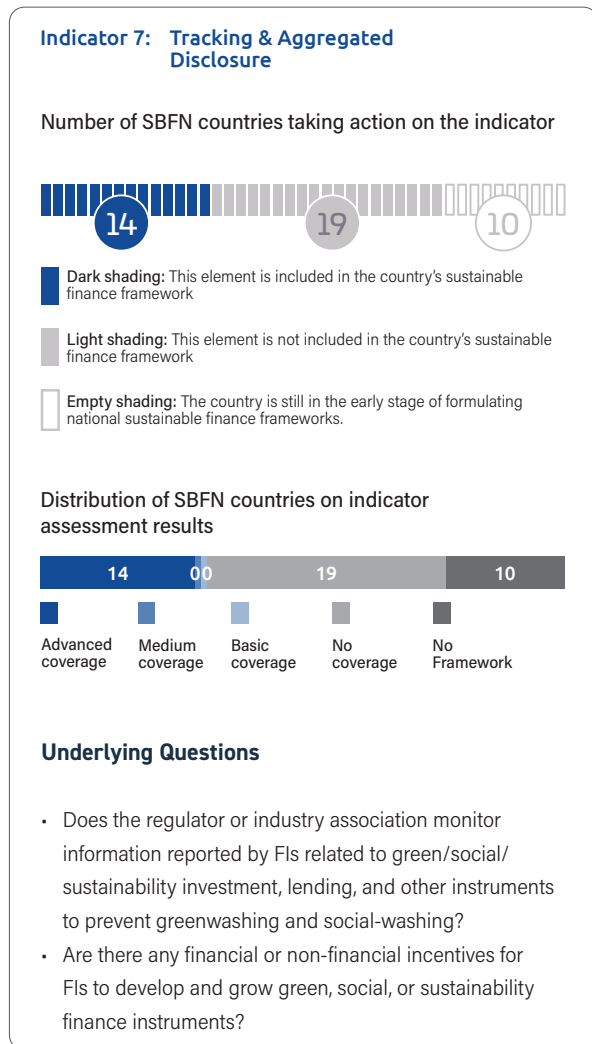 Indicator 7: Tracking & Aggregated
Disclosure
Number of SBFN countries taking action on the indicator
14 19 10
Dark shading: This element is included in the country's sustainable
finance framework
Light shading: This element is not included in the country's sustainable
finance framework
Empty shading: The country is still in the early stage of formulating
national sustainable finance frameworks.
Distribution of SBFN countries on indicator
assessment results
14 0 0 19 10
Advanced coverage
Medium coverage
Basic coverage
No coverage
No Framework
Underlying Questions
• Does the regulator or industry association monitor
information reported by FIs related to green/social/
sustainability investment, lending, and other instruments
to prevent greenwashing and social-washing?
• Are there any financial or non-financial incentives for
FIs to develop and grow green, social, or sustainability
finance instruments?